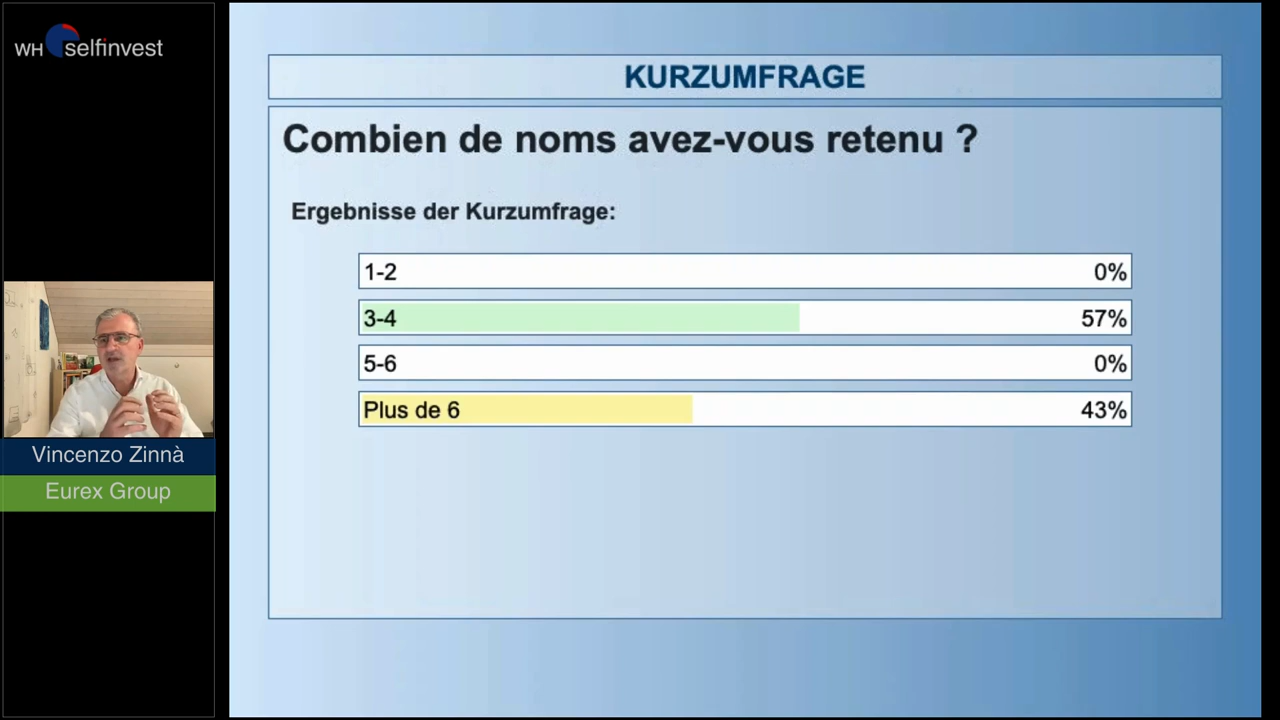 WH selfinvest
Vincenzo Zinnà
Eurex Group
KURZUMFRAGE
Combien de noms avez-vous retenu ?
Ergebnisse der Kurzumfrage:
1-2 0%
3-4 57%
5-6 0%
Plus de 6 43%